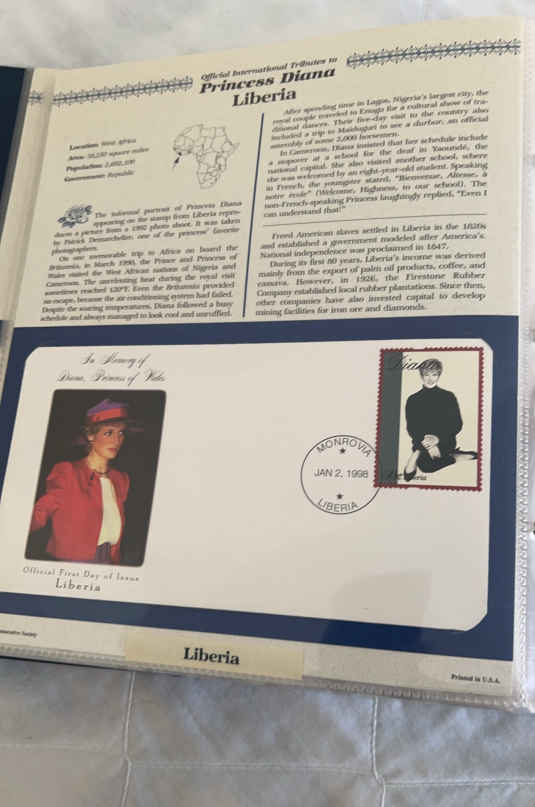 Official International Tributes to
Princess Diana
Liberia
Location: West Africa
Area: 38,250 square miles
Population: 2,602,100
Government: Republic
The informal portrait of Princess Diana
appearing on the stamp from Liberia repro-
duces a picture from a 1992 photo shoot. It was taken
by Patrick Demarchelier, one of the princess' favorite
photographers.
On one memorable trip to Africa on board the
Britannia, in March 1990, the Prince and Princess of
Wales visited the West African nations of Nigeria and
Cameroon. The unrelenting heat during the royal visit
sometimes reached 120°F. Even the Britannia provided
no escape, because the air conditioning system had failed.
Despite the soaring temperatures, Diana followed a busy
schedule and always managed to look cool and unruffled.
After spending time in Lagos, Nigeria's largest city, the
royal couple traveled to Enugu for a cultural show of tra-
ditional dances. Their five-day visit to the country also
included a trip to Maiduguri to see a durbar, an official
assembly of some 2,000 horsemen.
In Cameroon, Diana insisted that her schedule include
a stopover at a school for the deaf in Yaoundé, the
national capital. She also visited another school, where
she was welcomed by an eight-year-old student. Speaking
in French, the youngster stated, "Bienvenue, Altesse, à
notre école" (Welcome, Highness, to our school). The
non-French-speaking Princess laughingly replied, "Even I
can understand that!"
Freed American slaves settled in Liberia in the 1820s
and established a government modeled after America's.
National independence was proclaimed in 1847.
During its first 80 years, Liberia's income was derived
mainly from the export of palm oil products, coffee, and
cassava. However, in 1926, the Firestone Rubber
Company established local rubber plantations. Since then,
other companies have also invested capital to develop
mining facilities for iron ore and diamonds.
In Memory of
Diana, Princess of Wales
Diana
MONROVIA
JAN 2, 1998
LIBERIA
Liberia
Official First Day of Issue
Liberia
Society
Liberia
Printed in U.S.A.